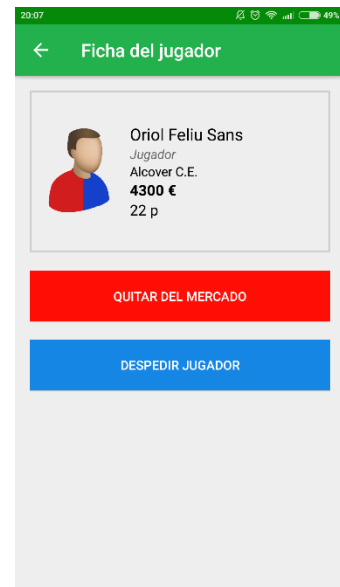 20:07
49%
Ficha del jugador
Oriol Feliu Sans
Jugador
Alcover C.E.
4300 €
22 p
QUITAR DEL MERCADO
DESPEDIR JUGADOR